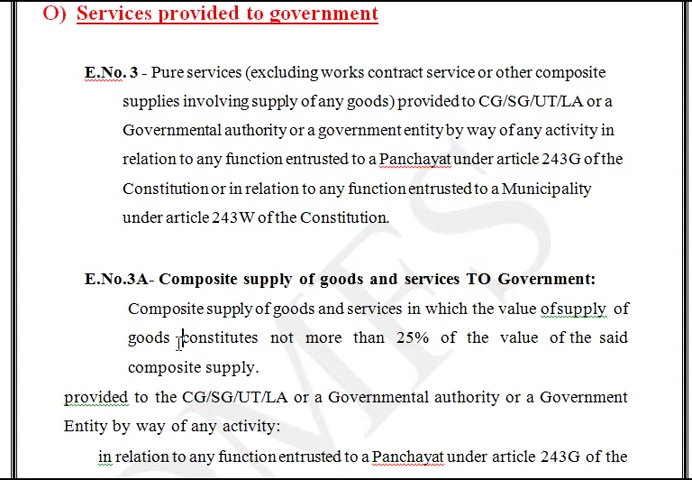 O) Services provided to government
E.No. 3 - Pure services (excluding works contract service or other composite
supplies involving supply of any goods) provided to CG/SG/UT/LA or a
Governmental authority or a government entity by way of any activity in
relation to any function entrusted to a Panchayat under article 243G of the
Constitution or in relation to any function entrusted to a Municipality
under article 243W of the Constitution.
E.No.3A- Composite supply of goods and services TO Government:
Composite supply of goods and services in which the value ofsupply of
goods constitutes not more than 25% of the value of the said
composite supply.
provided to the CG/SG/UT/LA or a Governmental authority or a Government
Entity by way of any activity:
in relation to any function entrusted to a Panchayat under article 243G of the